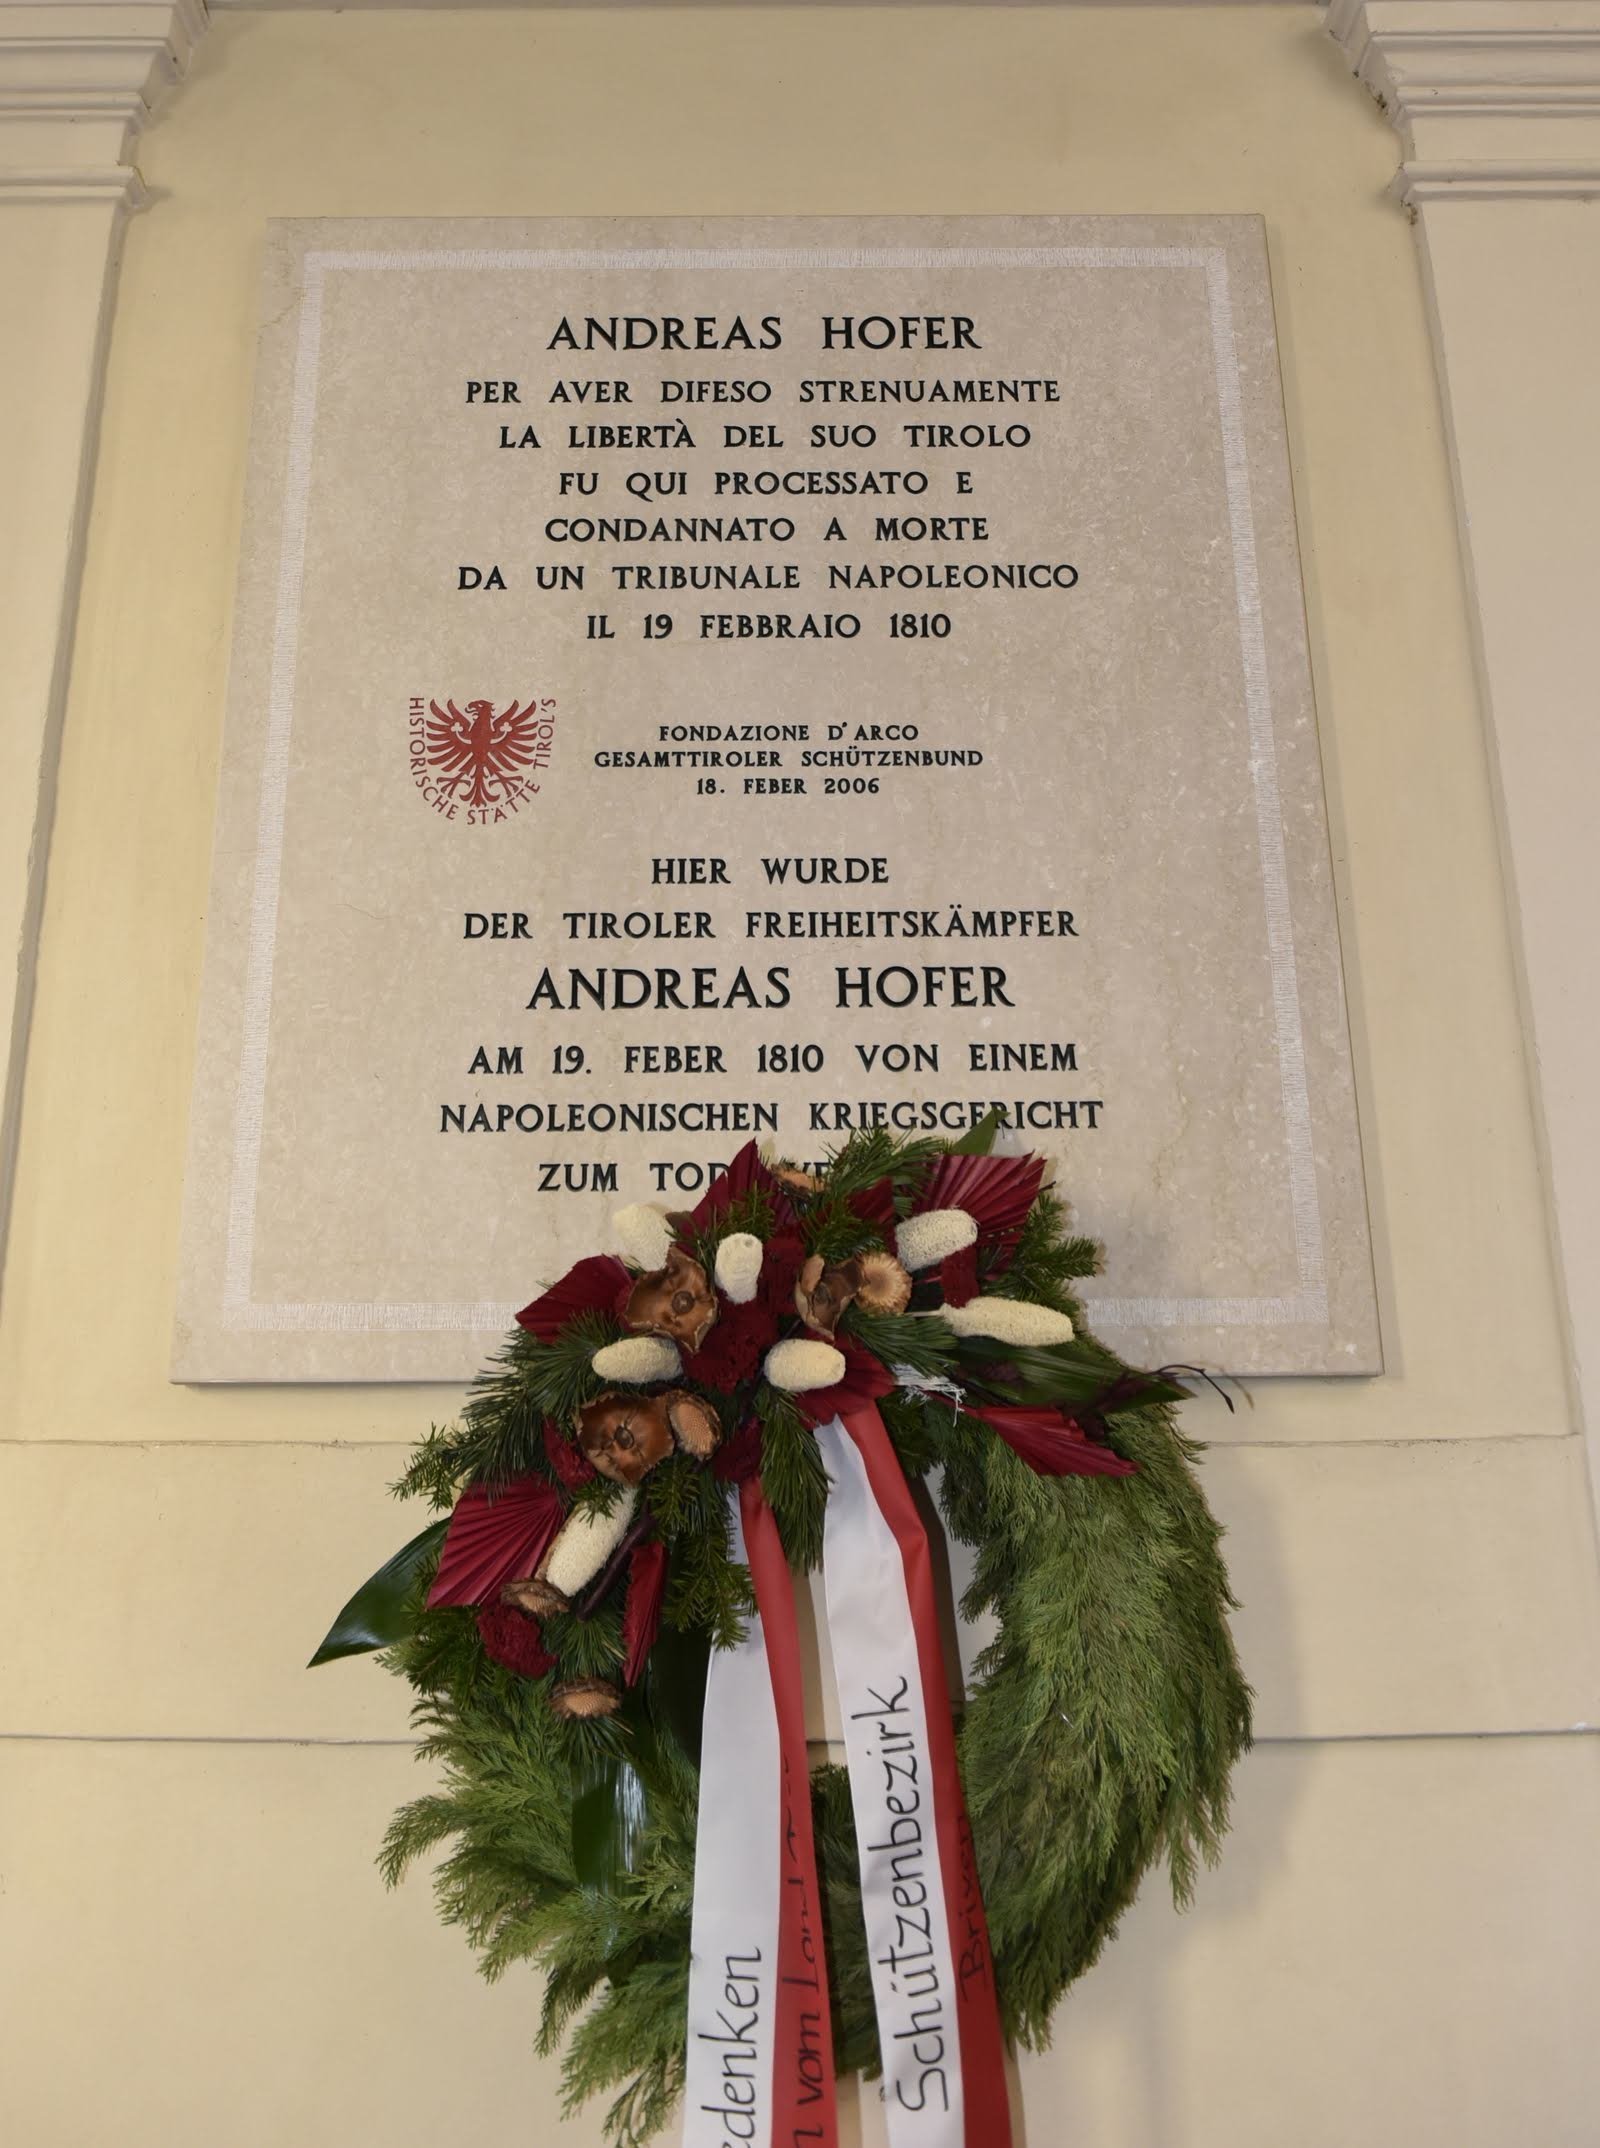 ANDREAS HOFER
PER AVER DIFESO STRENUAMENTE
LA LIBERTÀ DEL SUO TIROLO
FU QUI PROCESSATO E
CONDANNATO A MORTE
DA UN TRIBUNALE NAPOLEONICO
IL 19 FEBBRAIO 1810
HISTORISCHE STÄTTE TIROL'S
FONDAZIONE D'ARCO
GESAMTTIROLER SCHÜTZENBUND
18. FEBER 2006
HIER WURDE
DER TIROLER FREIHEITSKÄMPFER
ANDREAS HOFER
AM 19. FEBER 1810 VON EINEM
NAPOLEONISCHEN KRIEGSGERICHT
ZUM
vom
Schützenbezirk